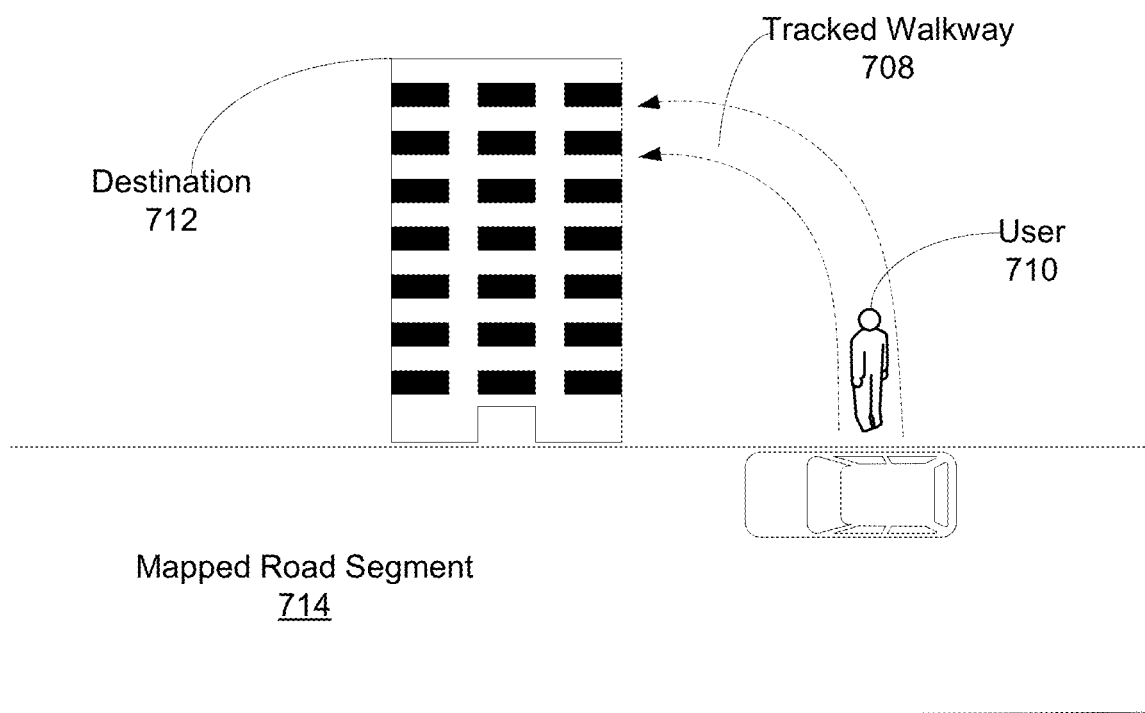 Tracked Walkway
708
Destination
712
User
710
Mapped Road Segment
714